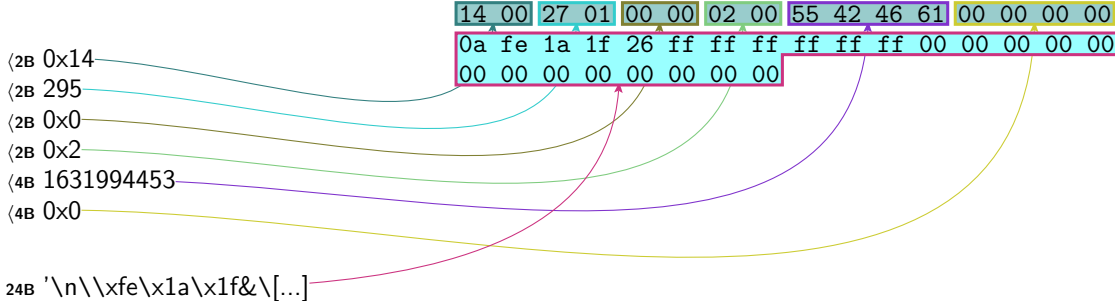 14 00 27 01 00 00 02 00 55 42 46 61 00 00 00 00
0a fe 1a 1f 26 ff ff ff ff ff ff 00 00 00 00 00
00 00 00 00 00 00 00 00
⟨2B 0x14
⟨2B 295
⟨2B 0x0
⟨2B 0x2
⟨4B 1631994453
⟨4B 0x0
24B '\n\\xfe\x1a\x1f&\[...]